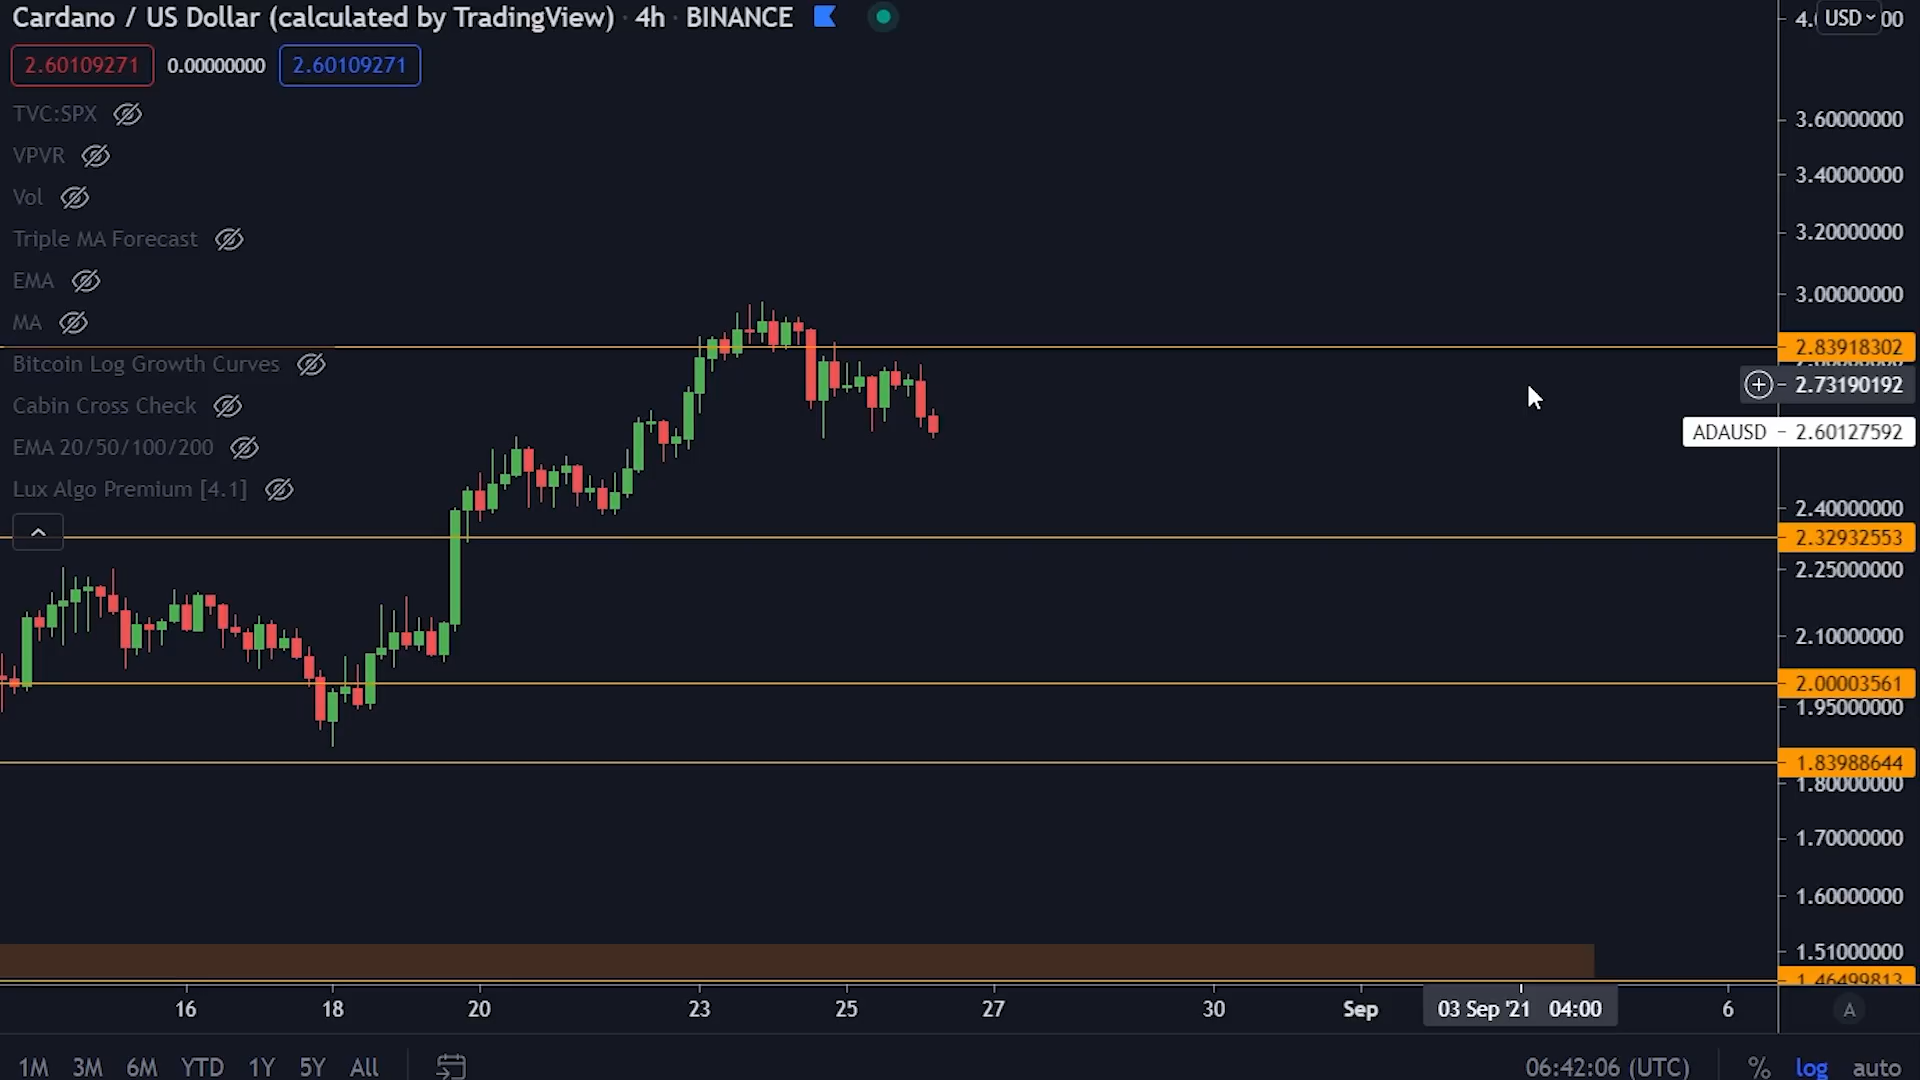 Cardano / US Dollar (calculated by TradingView) · 4h · BINANCE
2.60109271 0.00000000 2.60109271
TVC:SPX
VPVR
Vol
Triple MA Forecast
EMA
MA
Bitcoin Log Growth Curves
Cabin Cross Check
EMA 20/50/100/200
Lux Algo Premium [4.1]
USD
3.60000000
3.40000000
3.20000000
3.00000000
2.83918302
2.73190192
ADAUSD 2.60127592
2.40000000
2.32932553
2.25000000
2.10000000
2.00003561
1.95000000
1.83988644
1.80000000
1.70000000
1.60000000
1.51000000
1.46499813
16 18 20 23 25 27 30 Sep 03 Sep '21 04:00 6 A
1M 3M 6M YTD 1Y 5Y All 06:42:06 (UTC) % log auto